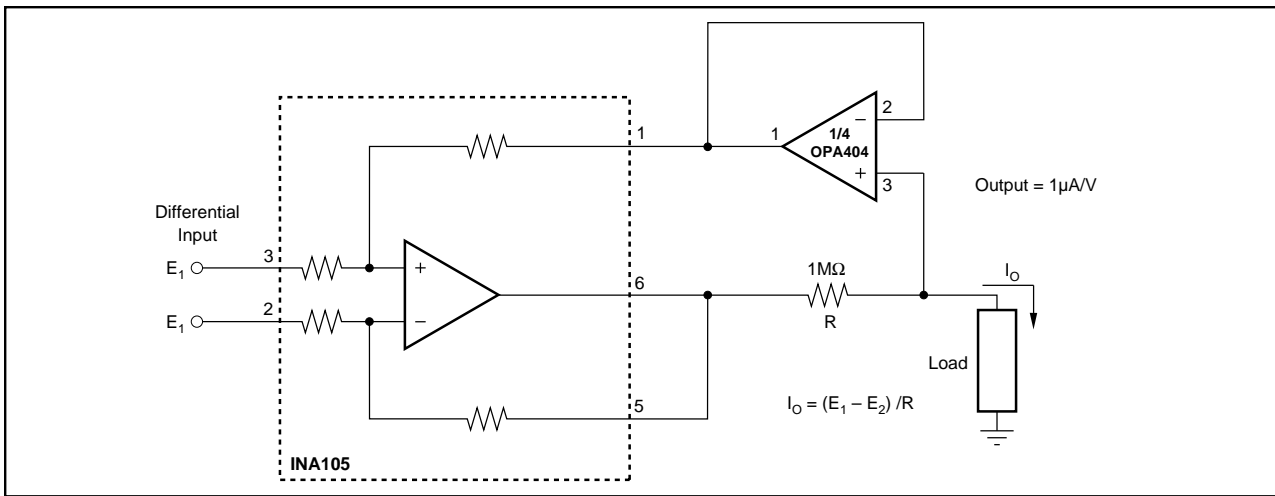 1
2
1
1/4
OPA404
−
+
3
Output = 1µA/V
Differential
Input
E1
3
+
E1
2
−
6
1MΩ
R
IO
Load
5
IO = (E1 – E2) /R
INA105